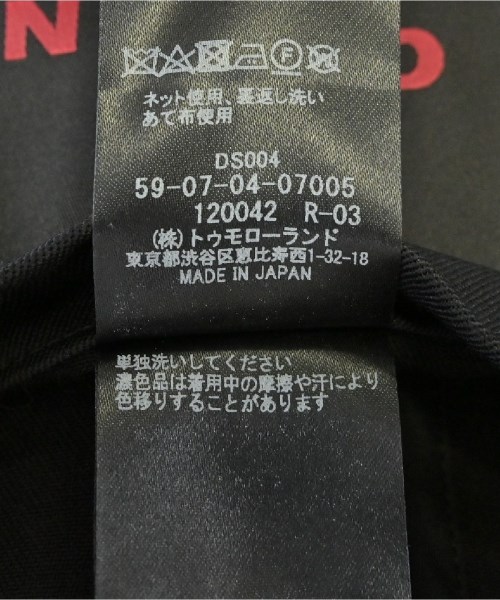 N O
ネット使用、裏返し洗い
あて布使用
DS004
59-07-04-07005
120042 R-03
(株)トゥモローランド
東京都渋谷区恵比寿西1-32-18
MADE IN JAPAN
単独洗いしてください
濃色品は着用中の摩擦や汗により
色移りすることがあります